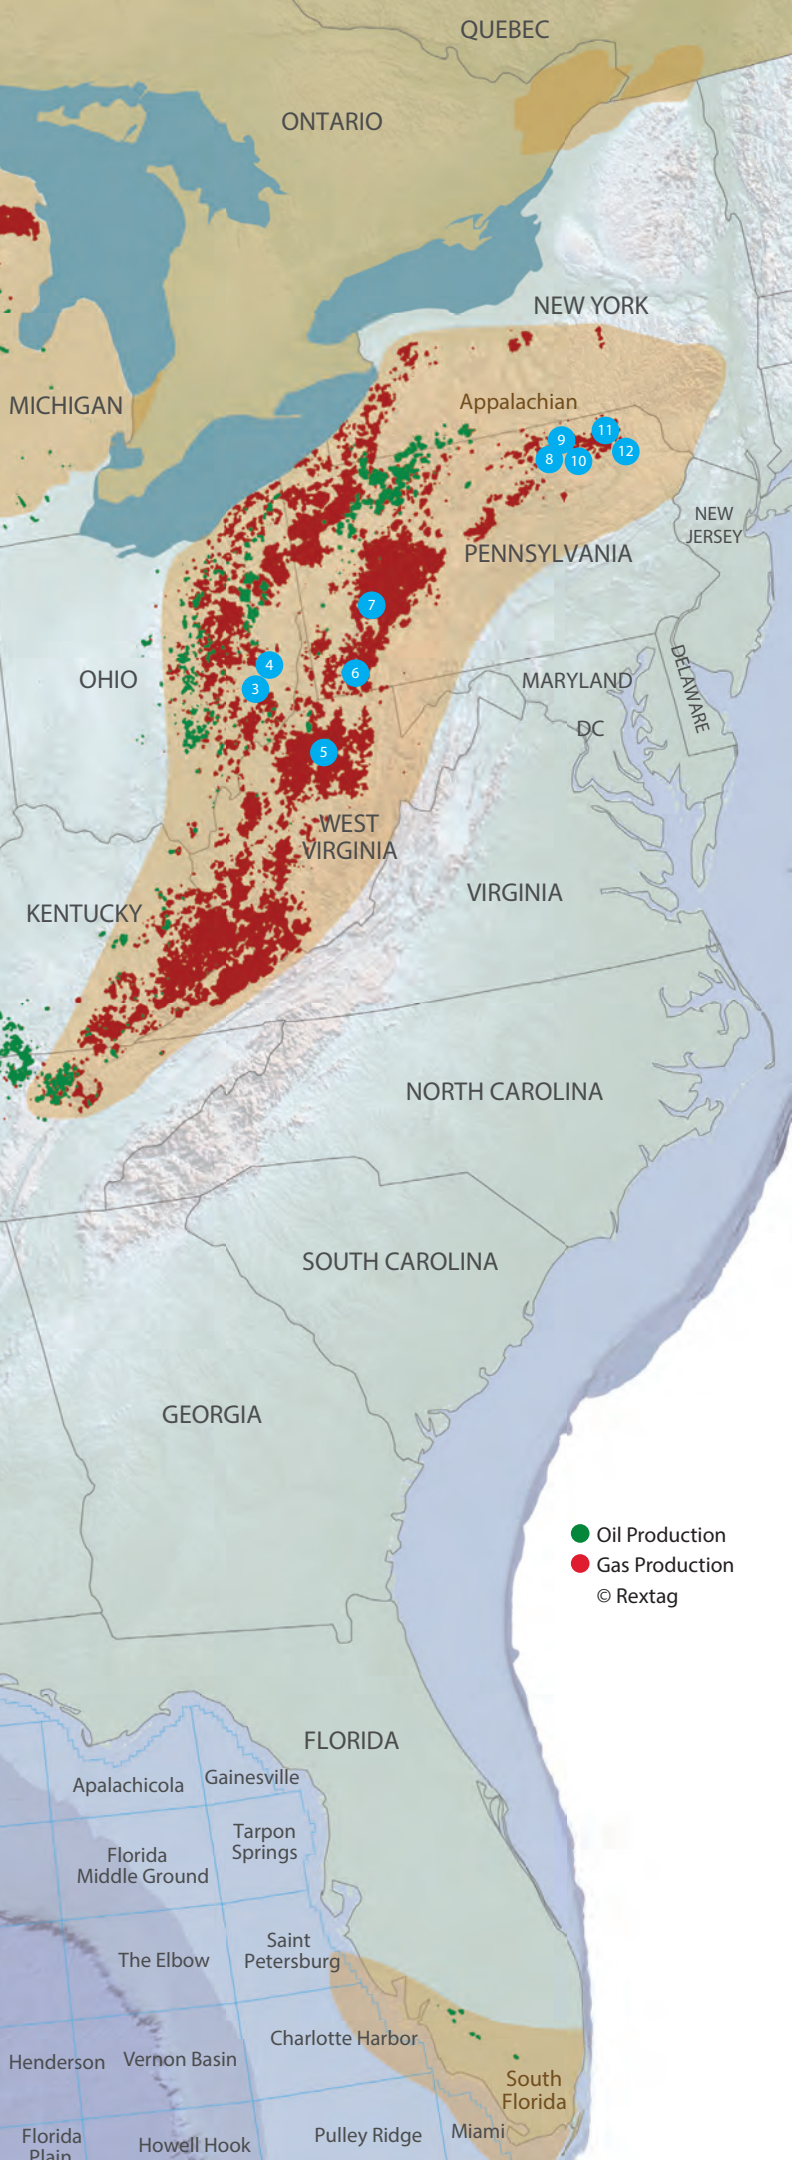 QUEBEC
ONTARIO
NEW YORK
MICHIGAN
Appalachian
11
9
12
8
10
NEW
JERSEY
PENNSYLVANIA
7
4
OHIO
3
6
MARYLAND
DELAWARE
DC
5
WEST
VIRGINIA
KENTUCKY
VIRGINIA
NORTH CAROLINA
SOUTH CAROLINA
GEORGIA
Oil Production
Gas Production
© Rextag
FLORIDA
Apalachicola
Gainesville
Tarpon
Springs
Florida
Middle Ground
The Elbow
Saint
Petersburg
Charlotte Harbor
Henderson
Vernon Basin
South
Florida
Pulley Ridge
Miami
Florida
Plain
Howell Hook